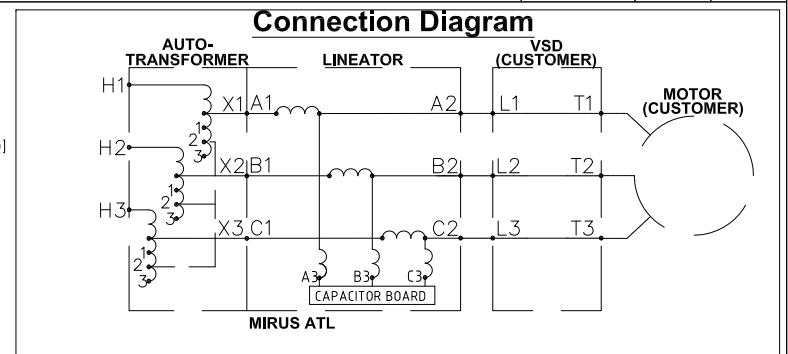 Connection Diagram
AUTO-
TRANSFORMER
LINEATOR
VSD
(CUSTOMER)
MOTOR
(CUSTOMER)
H1
X1 A1
A2
L1
T1
1
2
3
H2
X2 B1
B2
L2
T2
1
2
3
H3
X3 C1
C2
L3
T3
1
2
3
A3
B3
C3
CAPACITOR BOARD
MIRUS ATL